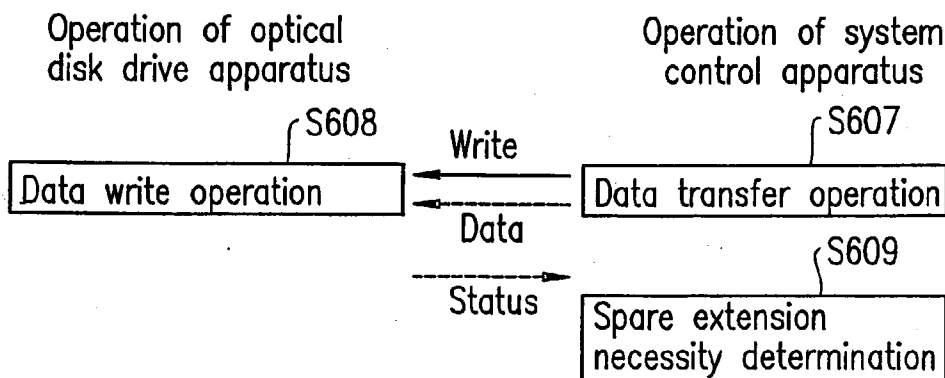 Operation of optical
disk drive apparatus
Operation of system
control apparatus
S608
S607
Write
Data write operation
Data transfer operation
Data
S609
Status
Spare extension
necessity determination